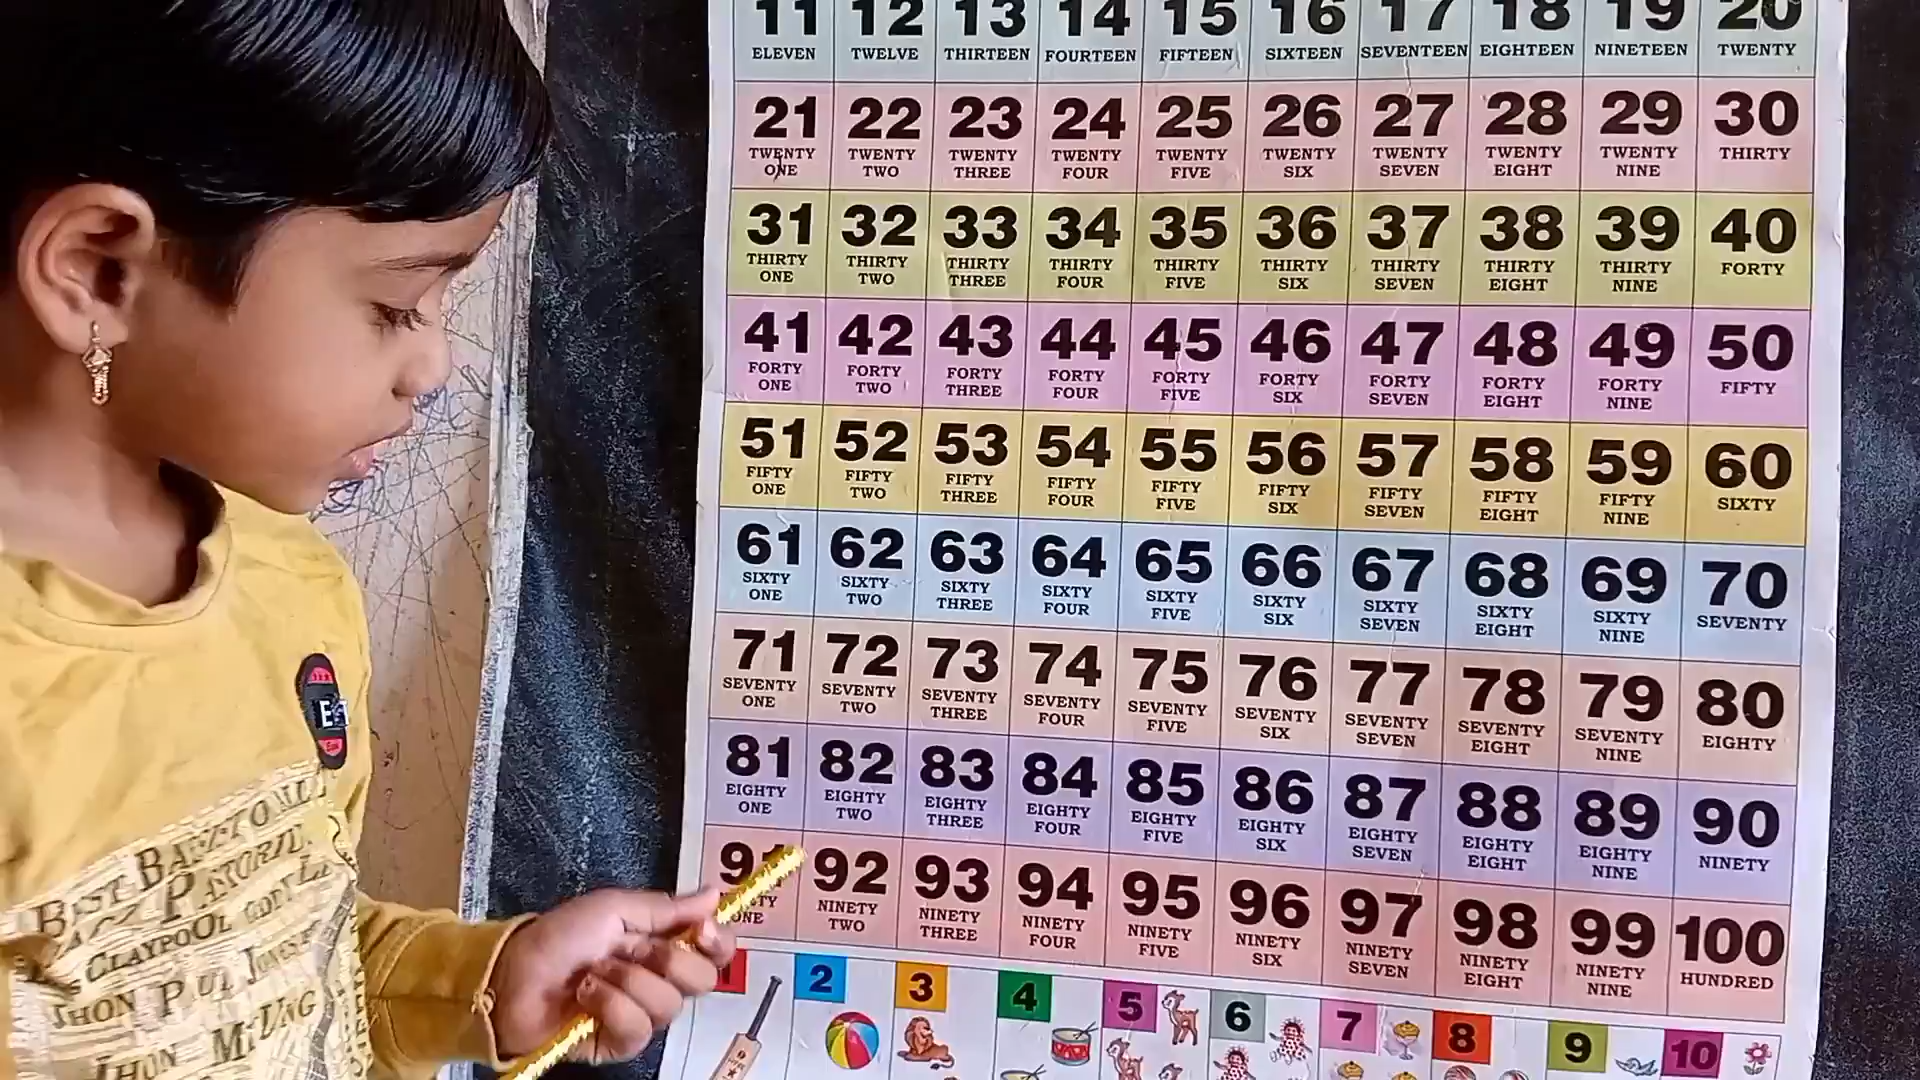 11 12 13 14 15 16 17 18 19 20
ELEVEN TWELVE THIRTEEN FOURTEEN FIFTEEN SIXTEEN SEVENTEEN EIGHTEEN NINETEEN TWENTY
21 22 23 24 25 26 27 28 29 30
TWENTY TWENTY TWENTY TWENTY TWENTY TWENTY TWENTY TWENTY TWENTY THIRTY
ONE TWO THREE FOUR FIVE SIX SEVEN EIGHT NINE
31 32 33 34 35 36 37 38 39 40
THIRTY THIRTY THIRTY THIRTY THIRTY THIRTY THIRTY THIRTY THIRTY FORTY
ONE TWO THREE FOUR FIVE SIX SEVEN EIGHT NINE
41 42 43 44 45 46 47 48 49 50
FORTY FORTY FORTY FORTY FORTY FORTY FORTY FORTY FORTY FIFTY
ONE TWO THREE FOUR FIVE SIX SEVEN EIGHT NINE
51 52 53 54 55 56 57 58 59 60
FIFTY FIFTY FIFTY FIFTY FIFTY FIFTY FIFTY FIFTY FIFTY SIXTY
ONE TWO THREE FOUR FIVE SIX SEVEN EIGHT NINE
61 62 63 64 65 66 67 68 69 70
SIXTY SIXTY SIXTY SIXTY SIXTY SIXTY SIXTY SIXTY SIXTY SEVENTY
ONE TWO THREE FOUR FIVE SIX SEVEN EIGHT NINE
71 72 73 74 75 76 77 78 79 80
SEVENTY SEVENTY SEVENTY SEVENTY SEVENTY SEVENTY SEVENTY SEVENTY SEVENTY EIGHTY
ONE TWO THREE FOUR FIVE SIX SEVEN EIGHT NINE
81 82 83 84 85 86 87 88 89 90
EIGHTY EIGHTY EIGHTY EIGHTY EIGHTY EIGHTY EIGHTY EIGHTY EIGHTY NINETY
ONE TWO THREE FOUR FIVE SIX SEVEN EIGHT NINE
91 92 93 94 95 96 97 98 99 100
NINETY NINETY NINETY NINETY NINETY NINETY NINETY NINETY HUNDRED
ONE TWO THREE FOUR FIVE SIX SEVEN EIGHT NINE
1 2 3 4 5 6 7 8 9 10
BEST
CLAYPOOL
JHON PAUL JONES